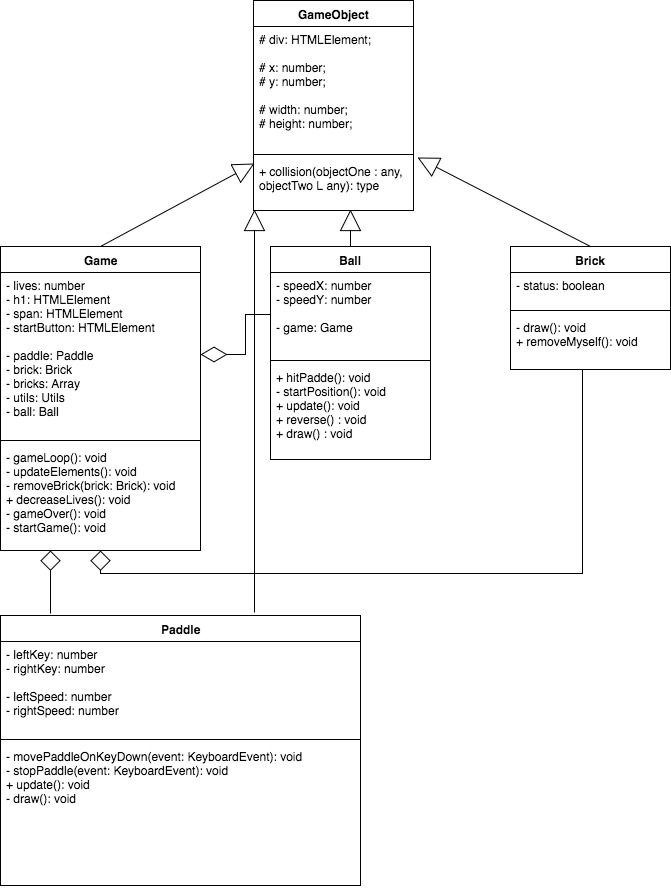 GameObject
# div: HTMLElement;
# x: number;
# y: number;
# width: number;
# height: number;
+ collision(objectOne : any,
objectTwo L any): type
Game
- lives: number
- h1: HTMLElement
- span: HTMLElement
- startButton: HTMLElement
- paddle: Paddle
- brick: Brick
- bricks: Array
- utils: Utils
- ball: Ball
- gameLoop(): void
- updateElements(): void
- removeBrick(brick: Brick): void
+ decreaseLives(): void
- gameOver(): void
- startGame(): void
Ball
- speedX: number
- speedY: number
- game: Game
+ hitPadde(): void
- startPosition(): void
+ update(): void
+ reverse() : void
+ draw() : void
Brick
- status: boolean
- draw(): void
+ removeMyself(): void
Paddle
- leftKey: number
- rightKey: number
- leftSpeed: number
- rightSpeed: number
- movePaddleOnKeyDown(event: KeyboardEvent): void
- stopPaddle(event: KeyboardEvent): void
+ update(): void
- draw(): void